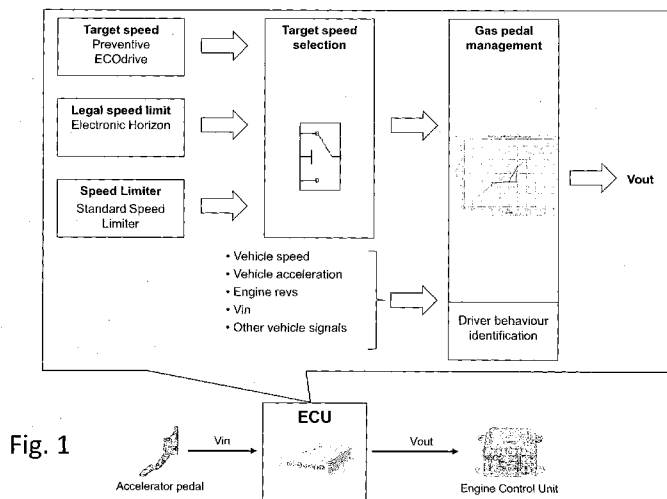 Target speed
Preventive
ECOdrive
Legal speed limit
Electronic Horizon
Speed Limiter
Standard Speed
Limiter
Target speed
selection
Gas pedal
management
Vout
• Vehicle speed
• Vehicle acceleration
• Engine revs
• Vin
• Other vehicle signals
Driver behaviour
identification
Fig. 1
Accelerator pedal
Vin
ECU
Vout
Engine Control Unit